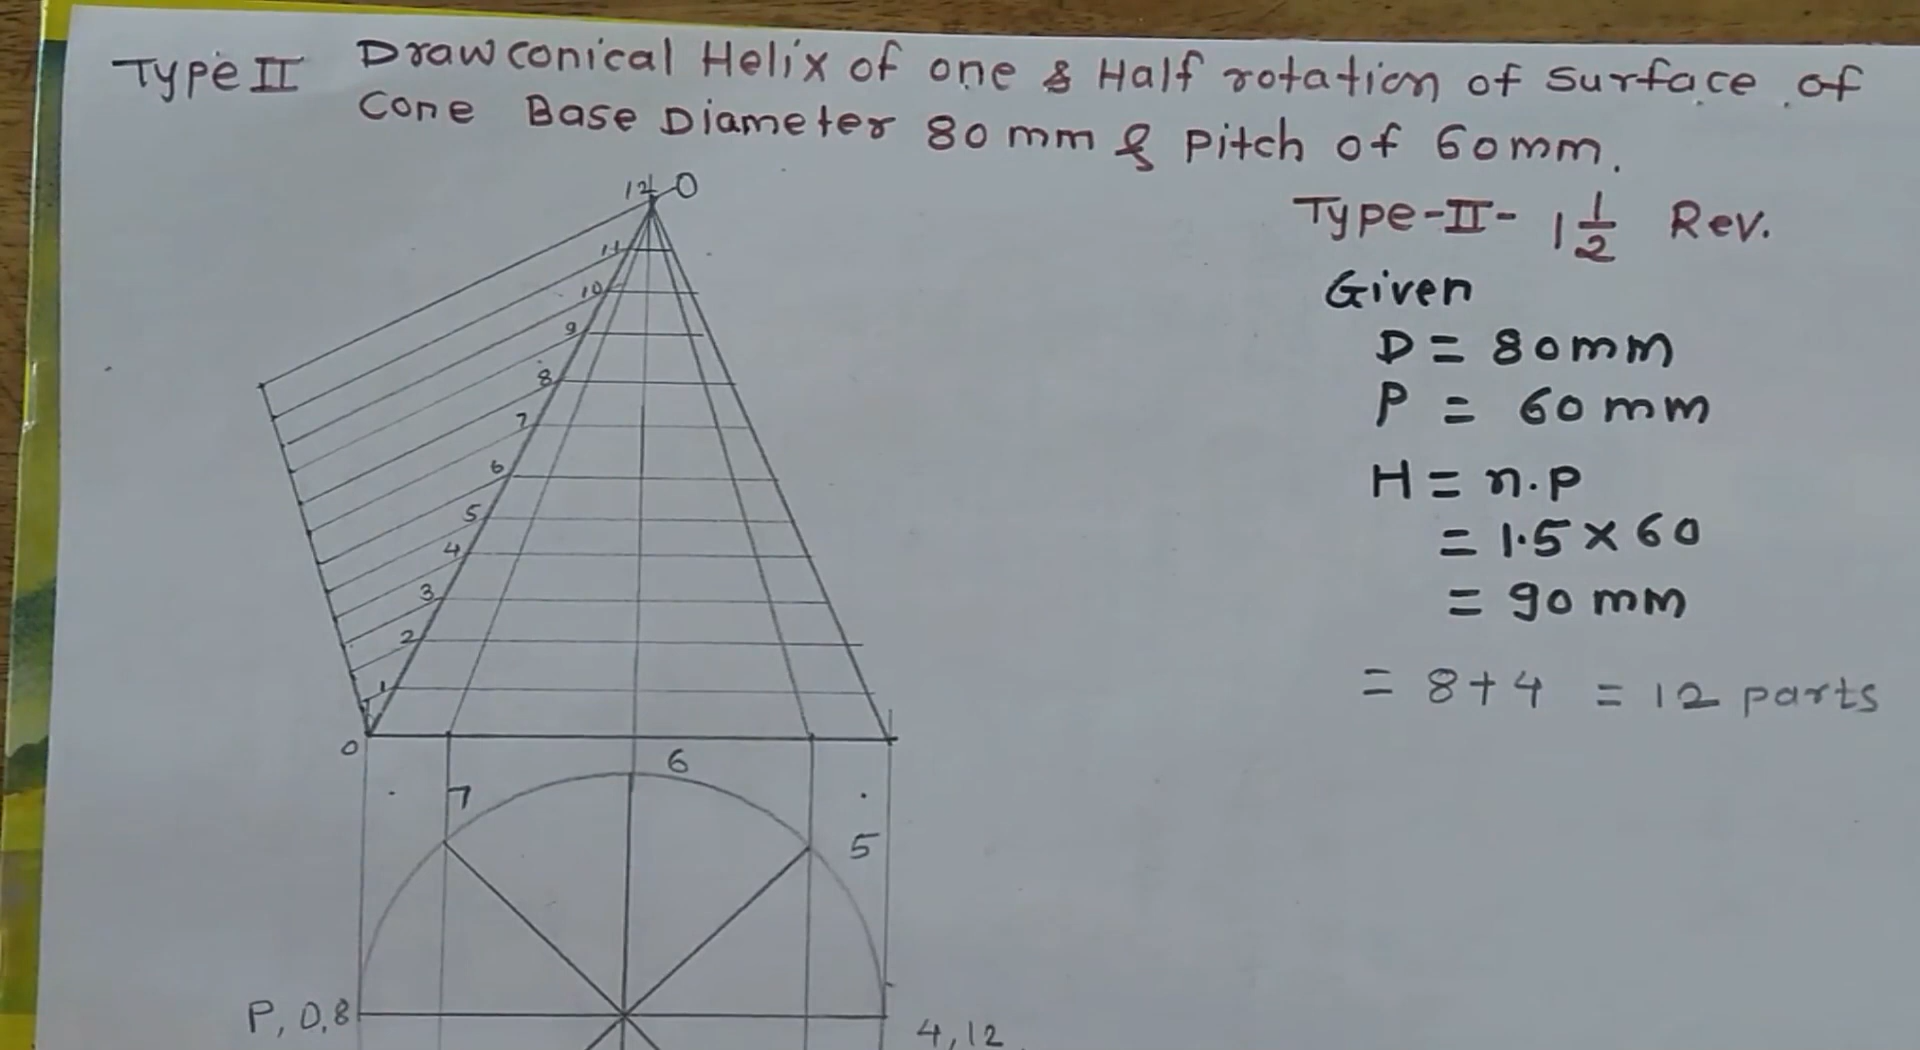 Type II Draw conical Helix of one & Half rotation of Surface of
Cone Base Diameter 80 mm & Pitch of 60mm.
Type-II- 1 1/2 Rev.
Given
D = 80mm
P = 60 mm
H = n.p
= 1.5 x 60
= 90 mm
= 8+4 = 12 parts
12 O
11
10
9
8
7
6
5
4
3
2
1
0
6
7
5
P, 0,8
4,12